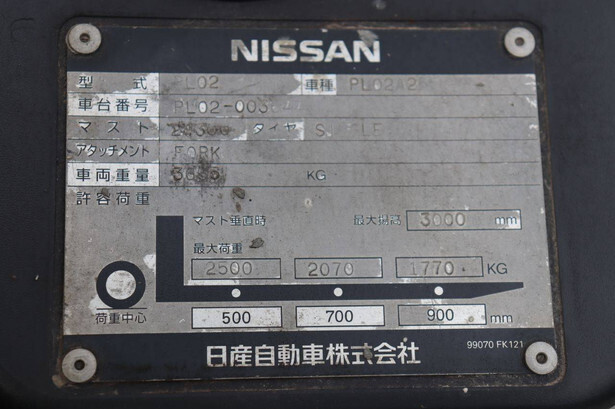 NISSAN
型 式 PL02 車種
車台番号
マスト タイヤ
アタッチメント FORK
車両重量 KG
許容荷重
マスト垂直時 最大揚高 3000 mm
最大荷重
2500 2070 1770 KG
荷重中心 500 700 900 mm
日産自動車株式会社 99070 FK121